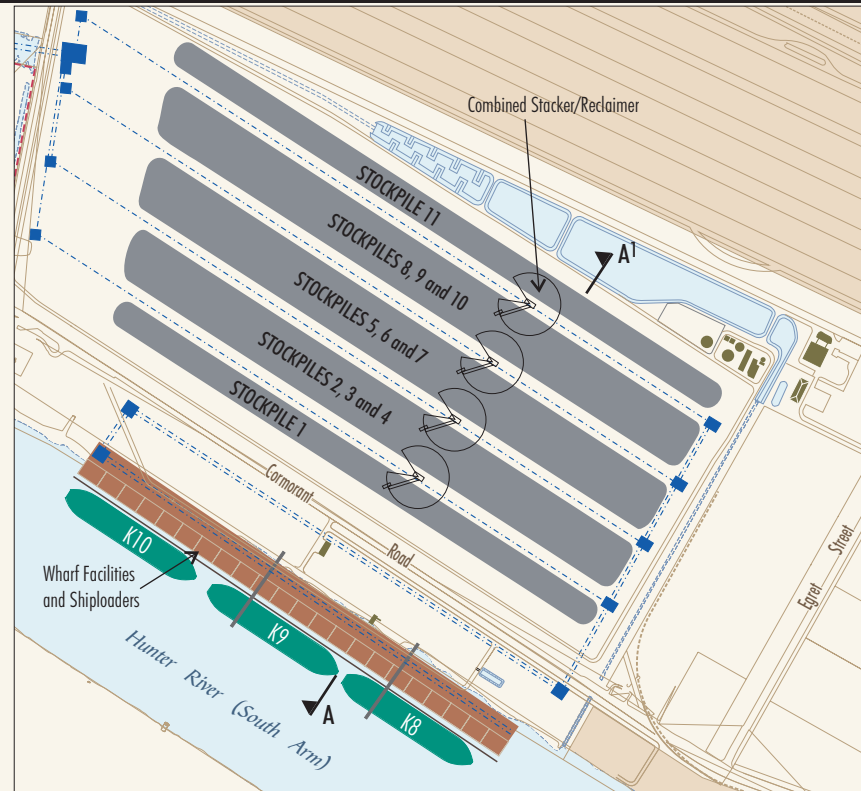 Combined Stacker/Reclaimer
STOCKPILE 11
A1
STOCKPILES 8, 9 and 10
STOCKPILES 5, 6 and 7
STOCKPILES 2, 3 and 4
STOCKPILE 1
Cormorant
Road
Egret Street
K10
Wharf Facilities
and Shiploaders
K9
A
K8
Hunter River (South Arm)